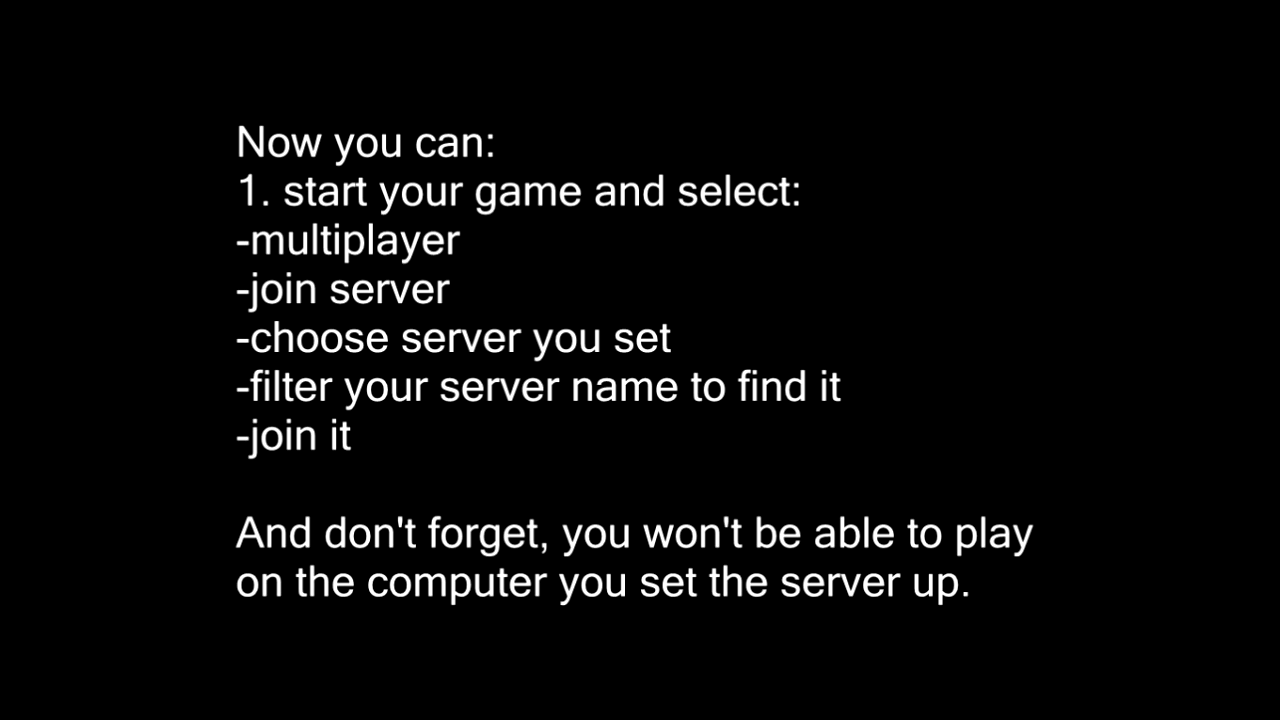 Now you can:
1. start your game and select:
-multiplayer
-join server
-choose server you set
-filter your server name to find it
-join it
And don't forget, you won't be able to play
on the computer you set the server up.